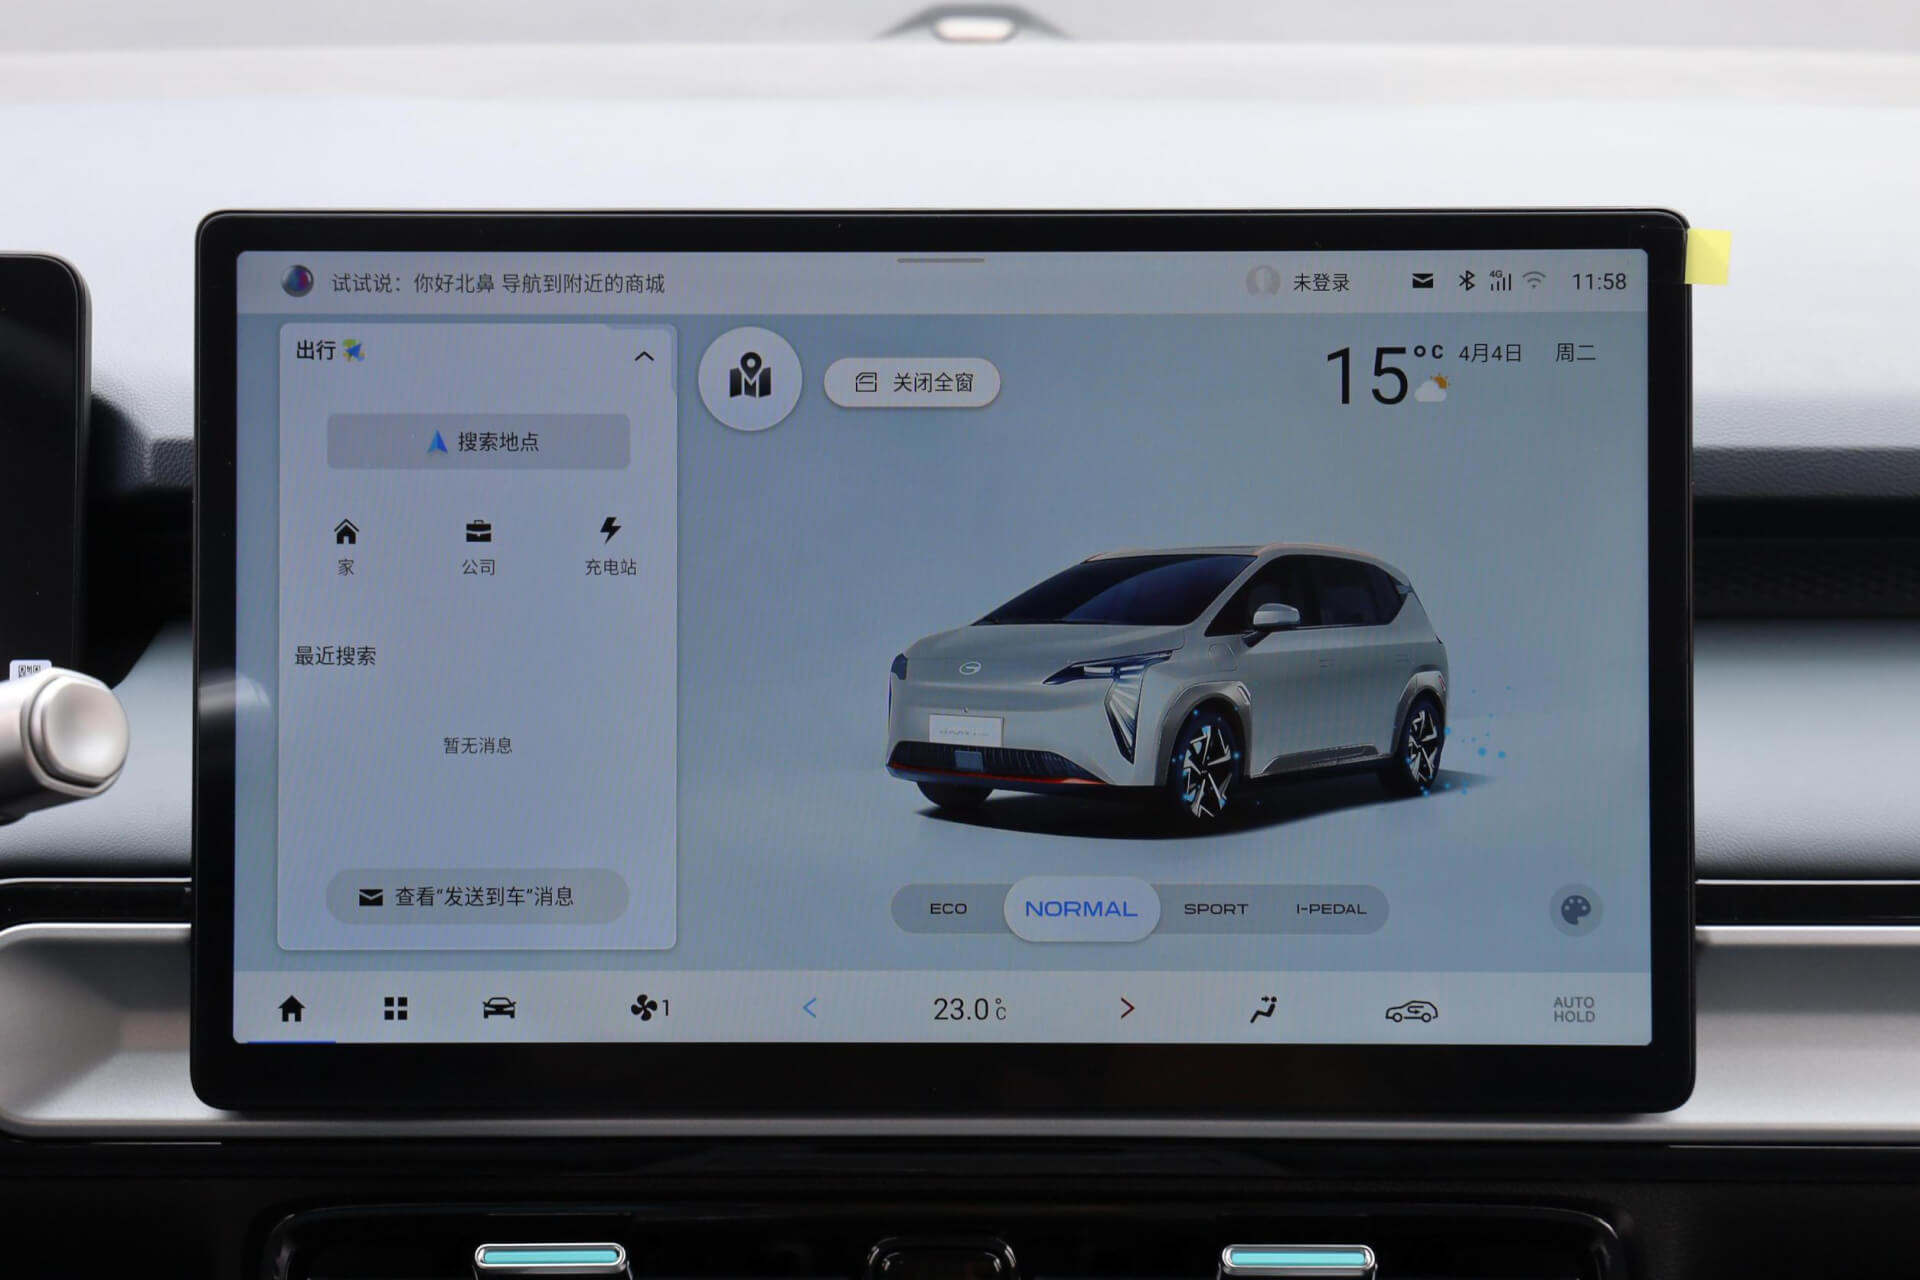 试试说：你好北鼻 导航到附近的商城
未登录
4G
11:58
出行
关闭全窗
15°C 4月4日 周二
搜索地点
家 公司 充电站
最近搜索
暂无消息
查看“发送到车”消息
ECO NORMAL SPORT I-PEDAL
1
23.0℃
AUTO
HOLD